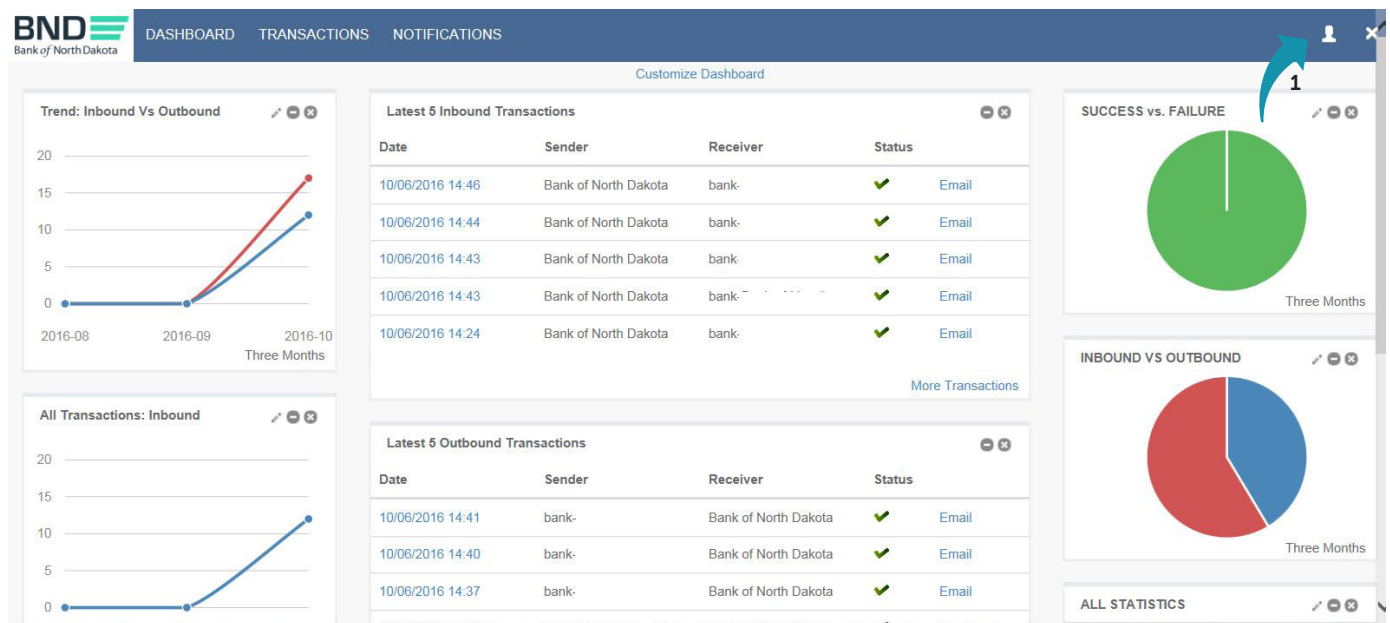 BND
Bank of North Dakota
DASHBOARD TRANSACTIONS NOTIFICATIONS
1
Customize Dashboard
Trend: Inbound Vs Outbound
20
15
10
5
0
2016-08 2016-09 2016-10
Three Months
All Transactions: Inbound
20
15
10
5
0
Latest 5 Inbound Transactions
Date Sender Receiver Status
10/06/2016 14:46 Bank of North Dakota bank- Email
10/06/2016 14:44 Bank of North Dakota bank- Email
10/06/2016 14:43 Bank of North Dakota bank- Email
10/06/2016 14:43 Bank of North Dakota bank- Email
10/06/2016 14:24 Bank of North Dakota bank- Email
More Transactions
Latest 5 Outbound Transactions
Date Sender Receiver Status
10/06/2016 14:41 bank- Bank of North Dakota Email
10/06/2016 14:40 bank- Bank of North Dakota Email
10/06/2016 14:37 bank- Bank of North Dakota Email
SUCCESS vs. FAILURE
Three Months
INBOUND VS OUTBOUND
Three Months
ALL STATISTICS